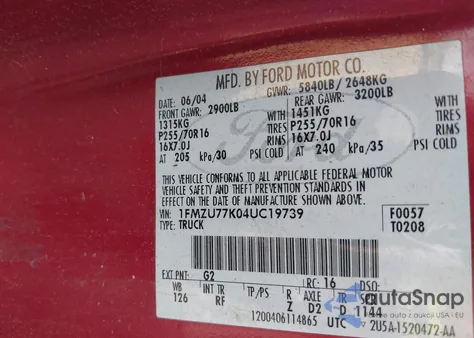 MFD. BY FORD MOTOR CO.
06/04 GVWR: 5840LB / 2648KG
FRONT GAWR: 2900LB REAR GAWR: 3200LB
1315KG WITH 1451KG WITH
P255/70R16 TIRES P255/70R16 TIRES
16X7.0J RIMS 16X7.0J RIMS
AT 205 kPa/30 PSI COLD AT 240 kPa/35 PSI COLD
Ford
THIS VEHICLE CONFORMS TO ALL APPLICABLE FEDERAL MOTOR
VEHICLE SAFETY AND THEFT PREVENTION STANDARDS IN
EFFECT ON THE DATE OF MANUFACTURE SHOWN ABOVE.
VIN: 1FMZU77K04UC19739 F0057
TYPE: TRUCK T0208
EXT PNT: G2 RC: 16 DSO:
WB INT TR TP/PS R AXLE TR
126 RF Z D2 D 1144
1200406114865 UTC 2U5A-1520472-AA
autaSnap